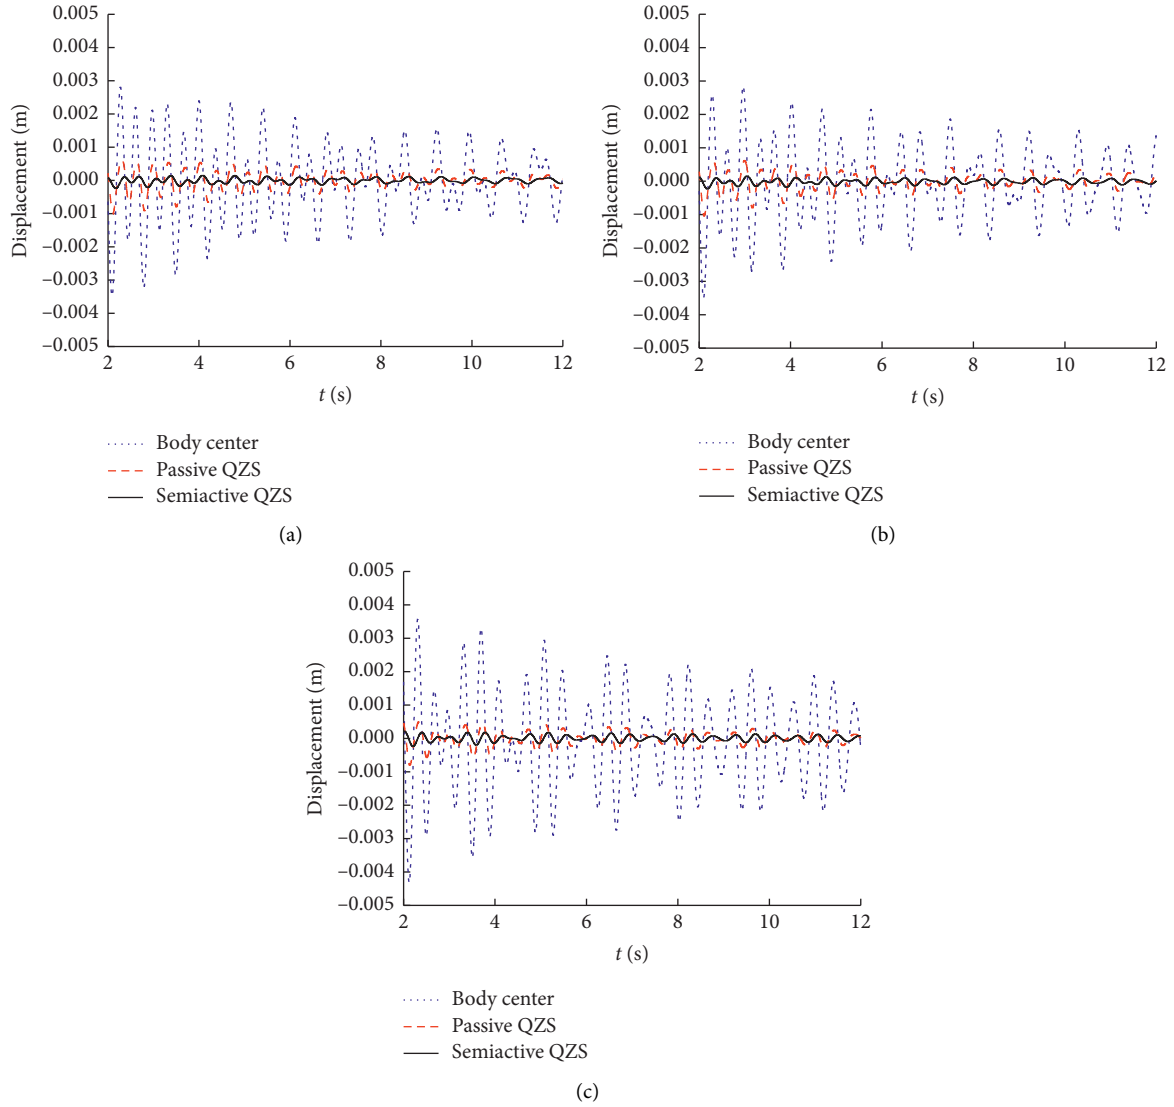 0.005
0.004
0.003
0.002
0.001
0.000
–0.001
–0.002
–0.003
–0.004
–0.005
Displacement (m)
2 4 6 8 10 12
t (s)
Body center
Passive QZS
Semiactive QZS
(a)
0.005
0.004
0.003
0.002
0.001
0.000
–0.001
–0.002
–0.003
–0.004
–0.005
Displacement (m)
2 4 6 8 10 12
t (s)
Body center
Passive QZS
Semiactive QZS
(b)
0.005
0.004
0.003
0.002
0.001
0.000
–0.001
–0.002
–0.003
–0.004
–0.005
Displacement (m)
2 4 6 8 10 12
t (s)
Body center
Passive QZS
Semiactive QZS
(c)